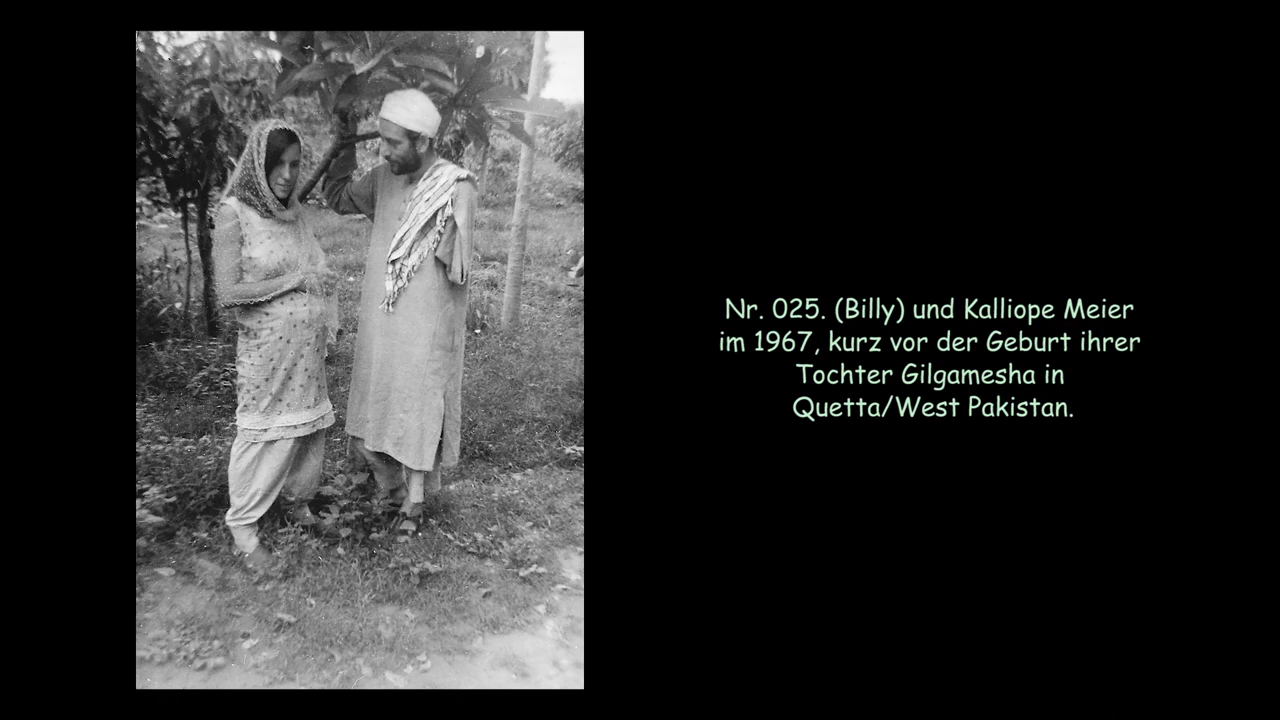 Nr. 025. (Billy) und Kalliope Meier
im 1967, kurz vor der Geburt ihrer
Tochter Gilgamesha in
Quetta/West Pakistan.